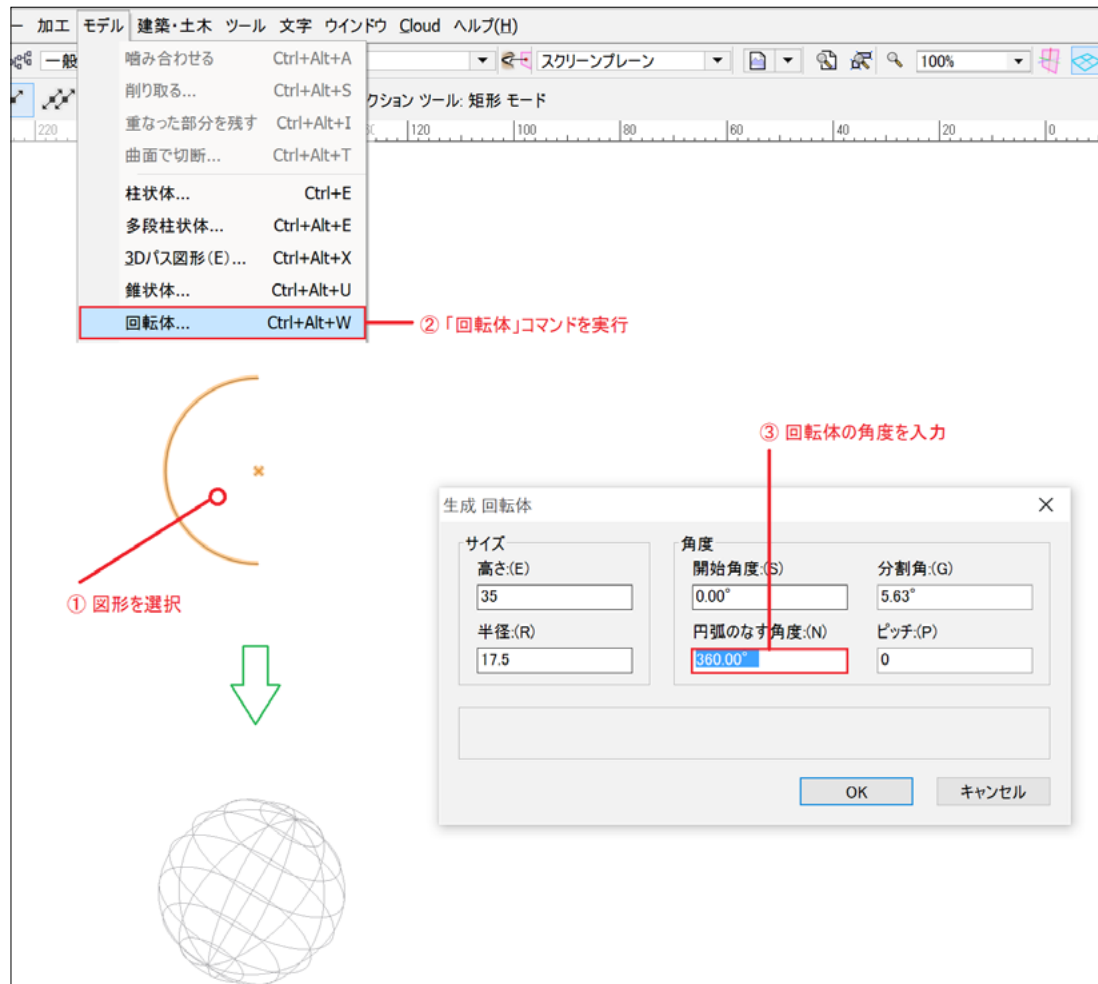 ー 加工 モデル 建築・土木 ツール 文字 ウインドウ Cloud ヘルプ(H)
一般 スクリーンプレーン 100%
クション ツール: 矩形 モード
220 120 100 80 60 40 20 0
噛み合わせる Ctrl+Alt+A
削り取る... Ctrl+Alt+S
重なった部分を残す Ctrl+Alt+I
曲面で切断... Ctrl+Alt+T
柱状体... Ctrl+E
多段柱状体... Ctrl+Alt+E
3Dパス図形(E)... Ctrl+Alt+X
錐状体... Ctrl+Alt+U
回転体... Ctrl+Alt+W
②「回転体」コマンドを実行
③ 回転体の角度を入力
① 図形を選択
生成 回転体
サイズ
高さ:(E)
35
半径:(R)
17.5
角度
開始角度:(S) 分割角:(G)
0.00° 5.63°
円弧のなす角度:(N) ピッチ:(P)
360.00° 0
OK キャンセル